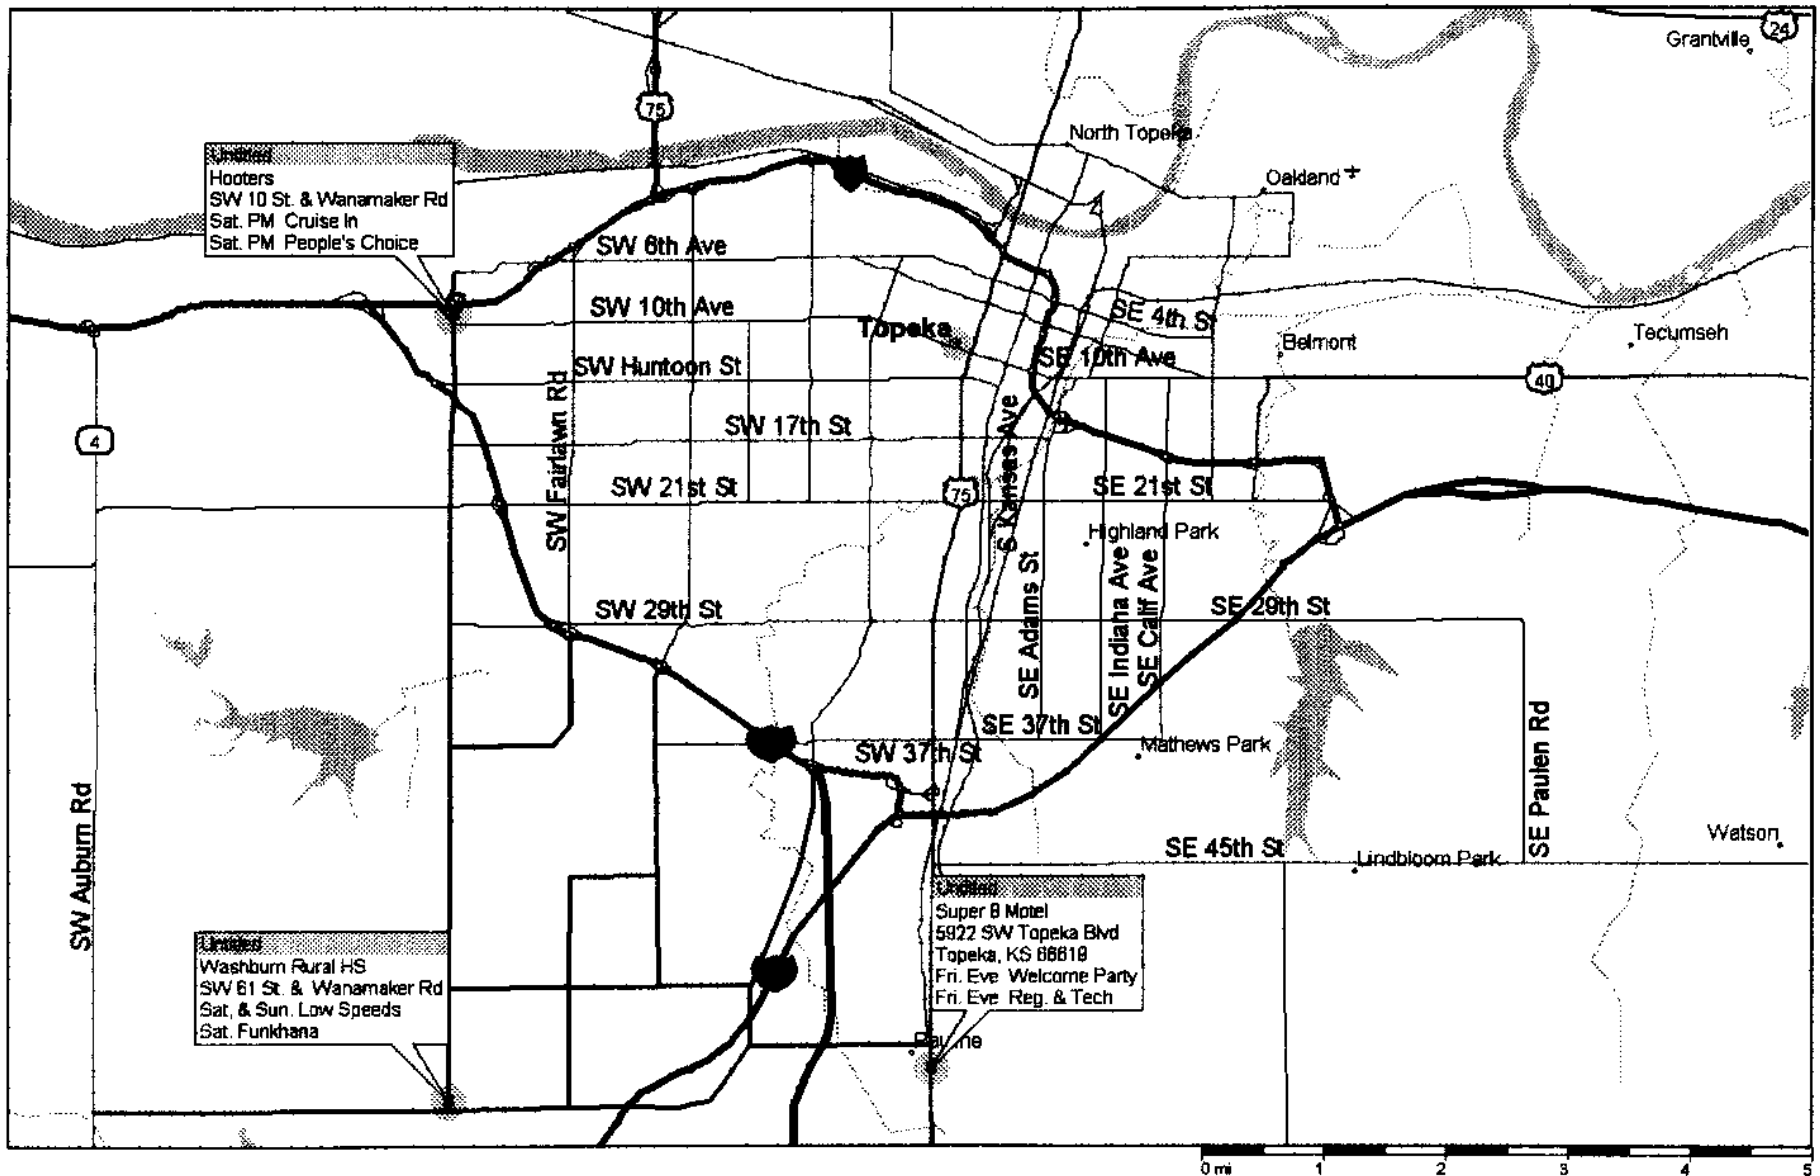 24
Grantville
75
North Topeka
Untitled
Hooters
SW 10 St. & Wanamaker Rd
Sat. PM Cruise In
Sat. PM People's Choice
Oakland
SW 6th Ave
SW 10th Ave
SE 4th St
Topeka
Belmont
Tecumseh
SE 10th Ave
SW Huntoon St
40
4
SW Fairlawn Rd
SW 17th St
S Kansas Ave
SW 21st St
75
SE 21st St
Highland Park
SE Adams St
SE Indiana Ave
SE Calif Ave
SW 29th St
SE 29th St
SE 37th St
SW 37th St
Mathews Park
SE Paulen Rd
SW Auburn Rd
Watson
SE 45th St
Lindbloom Park
Untitled
Super 8 Motel
5922 SW Topeka Blvd
Topeka, KS 66619
Fri. Eve Welcome Party
Fri. Eve Reg. & Tech
Untitled
Washburn Rural HS
SW 61 St. & Wanamaker Rd
Sat. & Sun. Low Speeds
Sat. Funkhana
0 mi 1 2 3 4 5